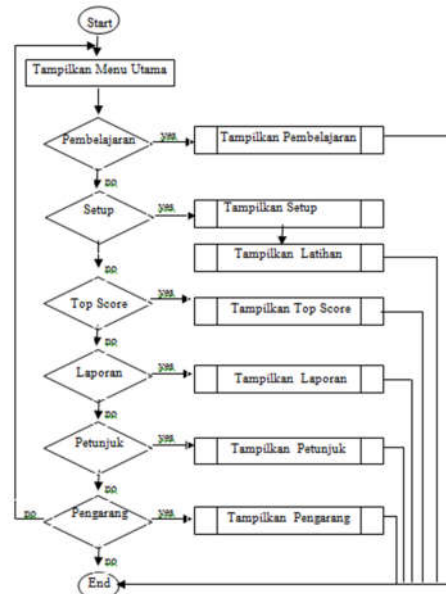 Start
Tampilkan Menu Utama
Pembelajaran
yes
Tampilkan Pembelajaran
no
Setup
yes
Tampilkan Setup
Tampilkan Latihan
no
Top Score
yes
Tampilkan Top Score
no
Laporan
yes
Tampilkan Laporan
no
Petunjuk
yes
Tampilkan Petunjuk
no
no
Pengarang
yes
Tampilkan Pengarang
no
End